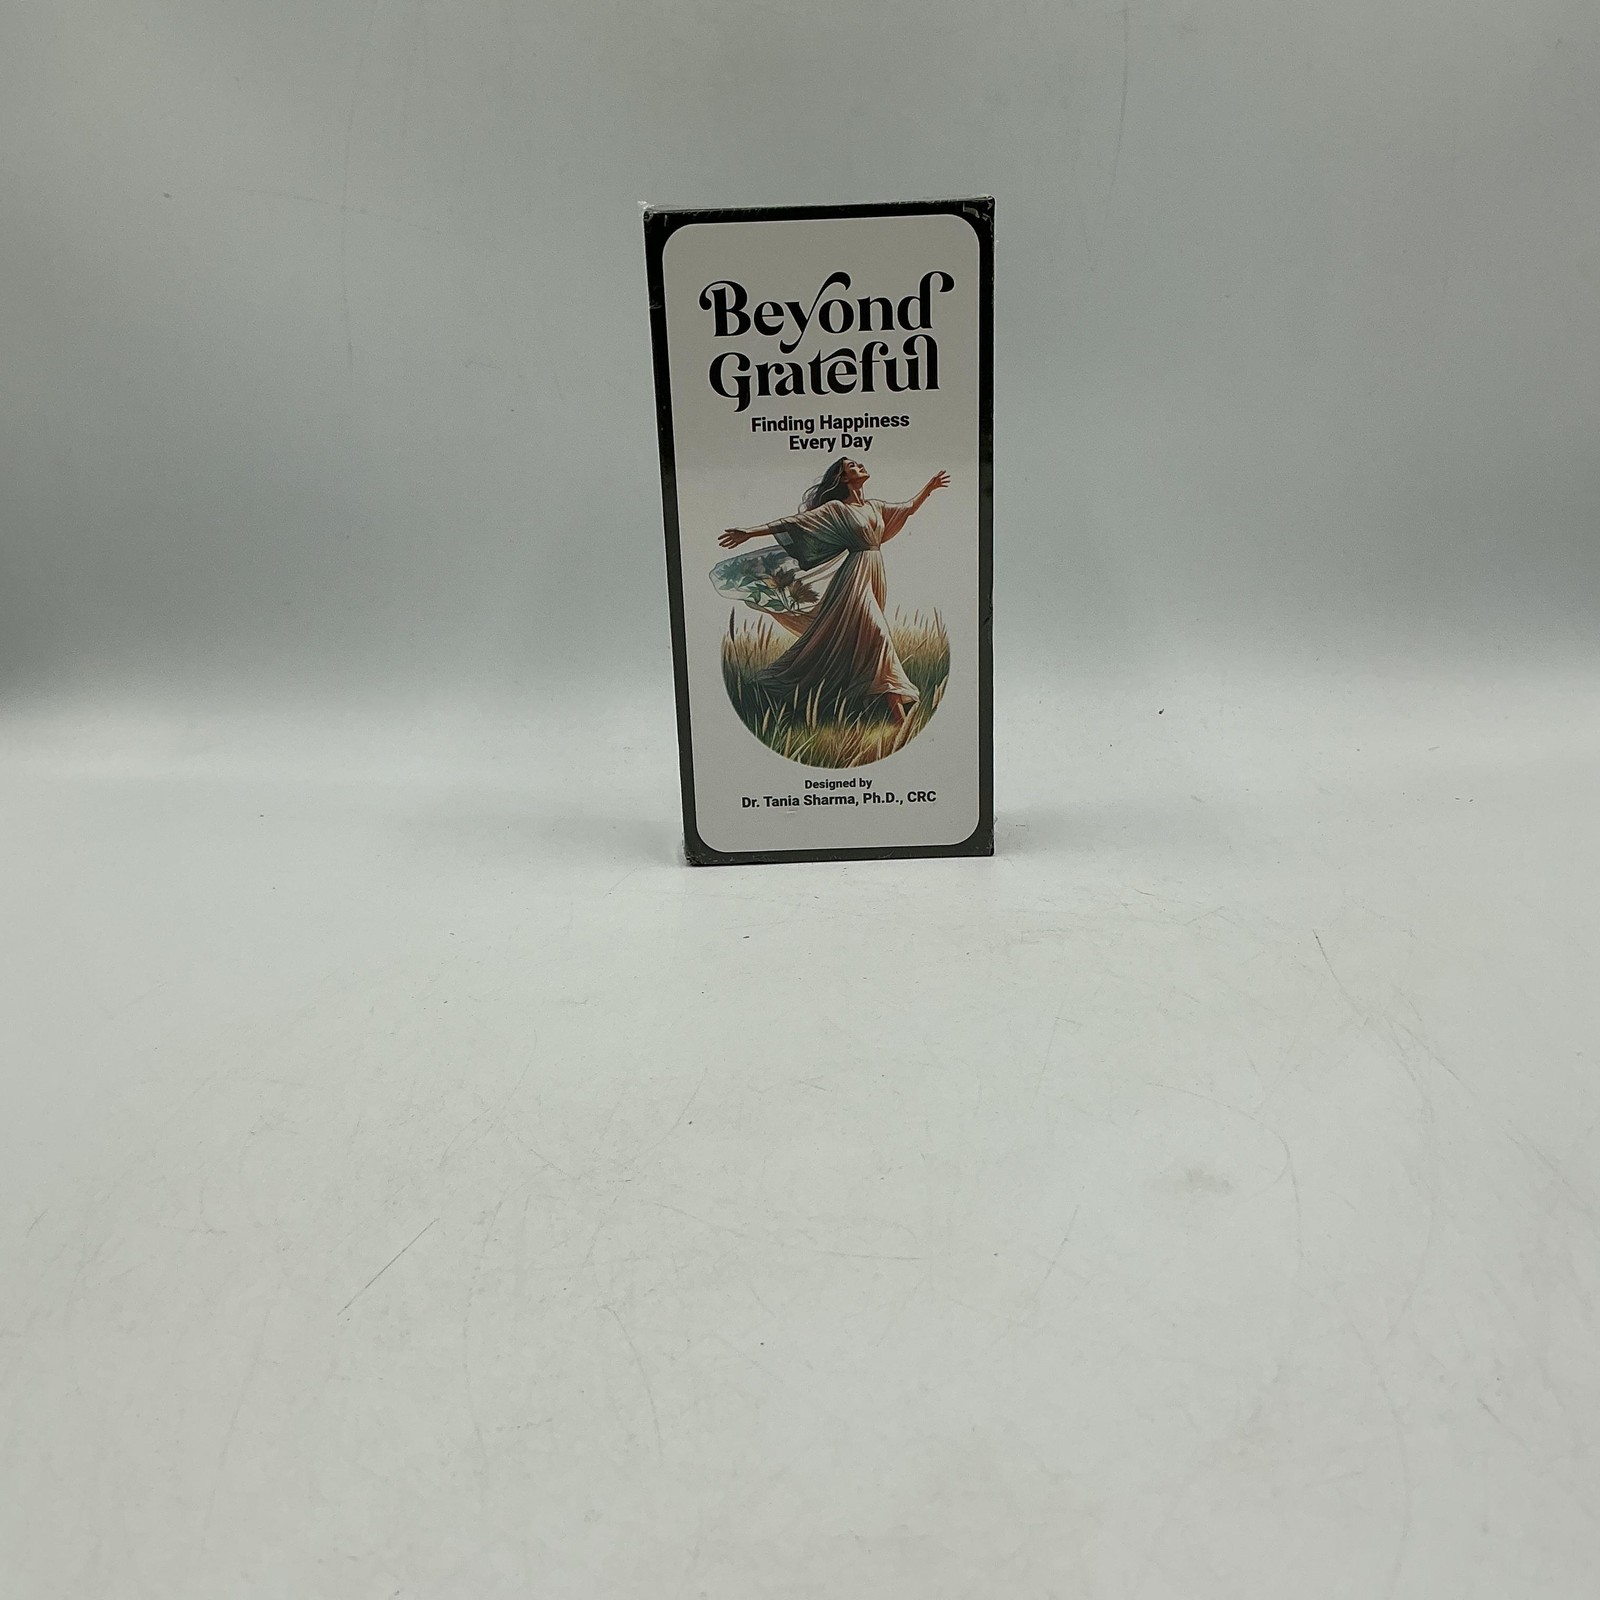 Beyond
Grateful
Finding Happiness
Every Day
Designed by
Dr. Tania Sharma, Ph.D., CRC